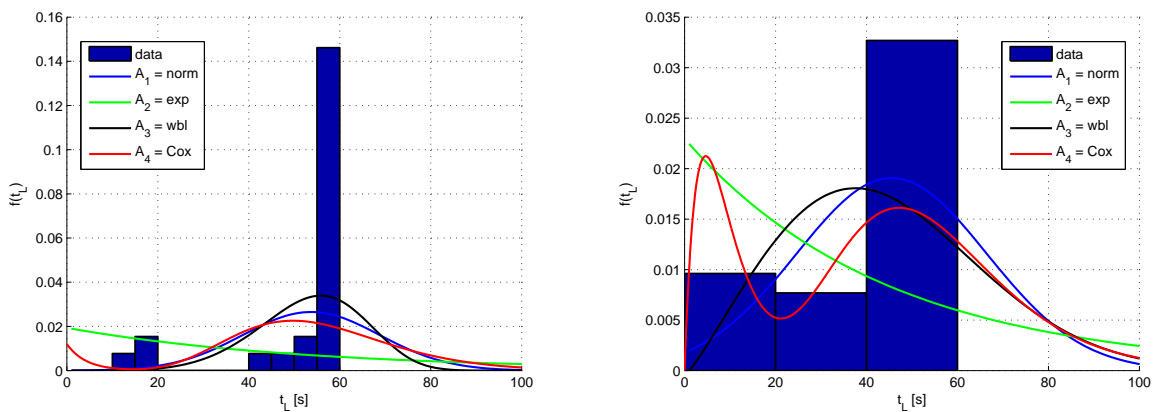 0.16
0.14
0.12
0.1
0.08
0.06
0.04
0.02
0
f(t_L)
data
A_1 = norm
A_2 = exp
A_3 = wbl
A_4 = Cox
0 20 40 60 80 100
t_L [s]
0.035
0.03
0.025
0.02
0.015
0.01
0.005
0
f(t_L)
data
A_1 = norm
A_2 = exp
A_3 = wbl
A_4 = Cox
0 20 40 60 80 100
t_L [s]